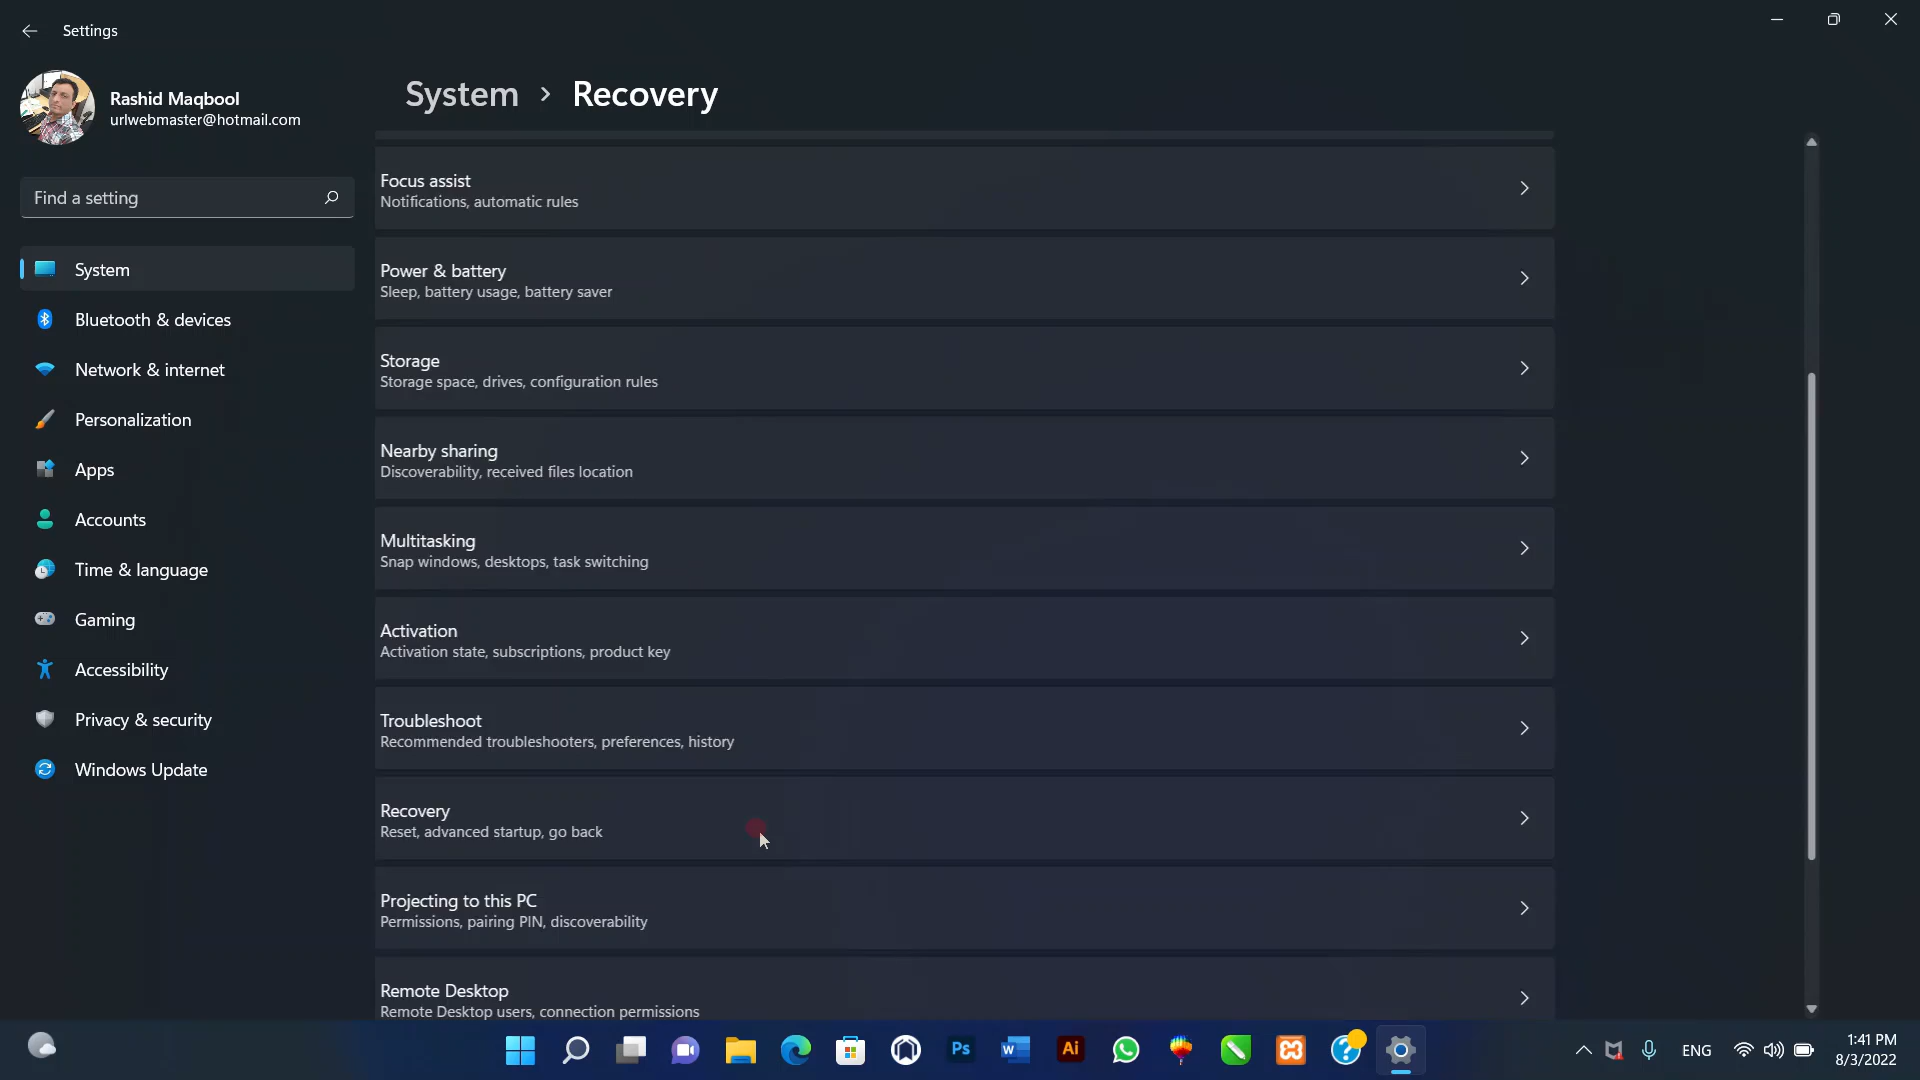 Settings
Rashid Maqbool
urlwebmaster@hotmail.com
Find a setting
System
Bluetooth & devices
Network & internet
Personalization
Apps
Accounts
Time & language
Gaming
Accessibility
Privacy & security
Windows Update
System > Recovery
Focus assist
Notifications, automatic rules
Power & battery
Sleep, battery usage, battery saver
Storage
Storage space, drives, configuration rules
Nearby sharing
Discoverability, received files location
Multitasking
Snap windows, desktops, task switching
Activation
Activation state, subscriptions, product key
Troubleshoot
Recommended troubleshooters, preferences, history
Recovery
Reset, advanced startup, go back
Projecting to this PC
Permissions, pairing PIN, discoverability
Remote Desktop
Remote Desktop users, connection permissions
Ps
W
Ai
ENG
1:41 PM
8/3/2022